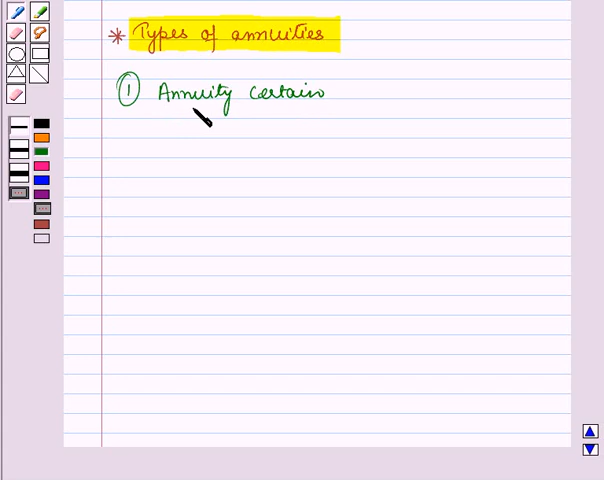 * Types of annuities
① Annuity certain